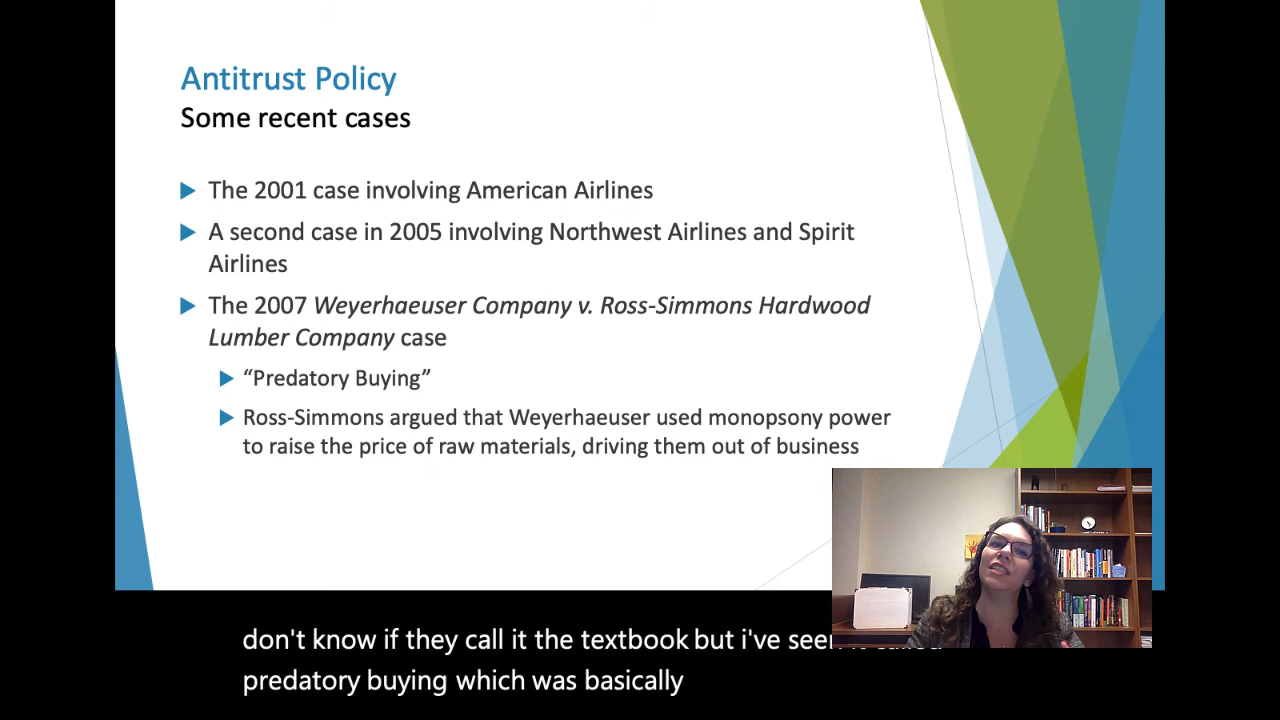 Antitrust Policy
Some recent cases
The 2001 case involving American Airlines
A second case in 2005 involving Northwest Airlines and Spirit
Airlines
The 2007 Weyerhaeuser Company v. Ross-Simmons Hardwood
Lumber Company case
“Predatory Buying”
Ross-Simmons argued that Weyerhaeuser used monopsony power
to raise the price of raw materials, driving them out of business
don't know if they call it the textbook but i've seen
predatory buying which was basically